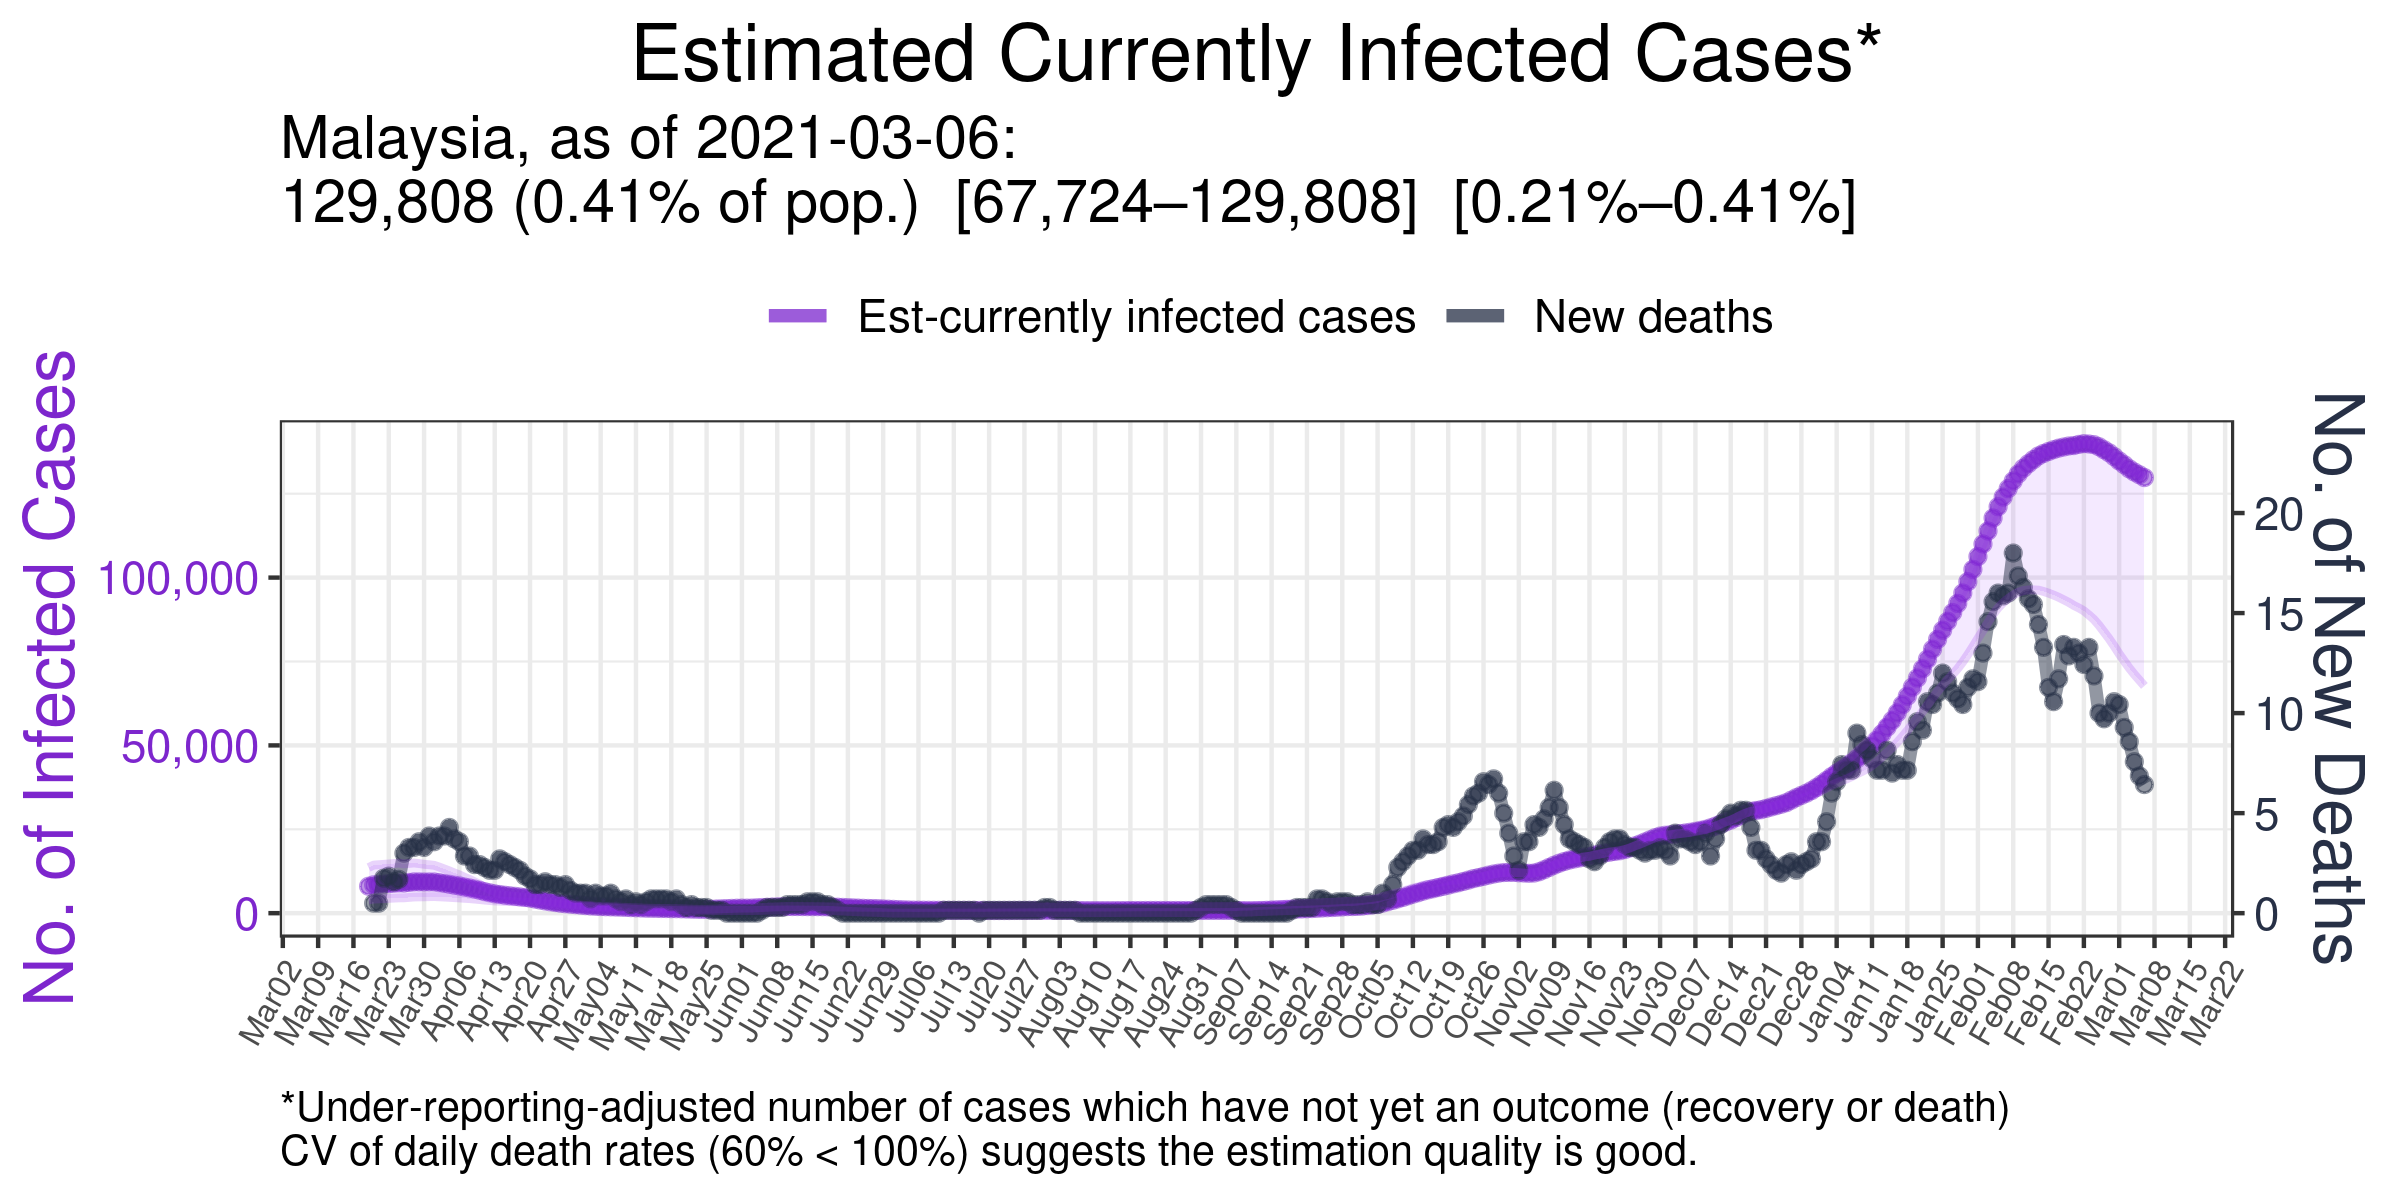 Estimated Currently Infected Cases*
Malaysia, as of 2021-03-06:
129,808 (0.41% of pop.) [67,724–129,808] [0.21%–0.41%]
Est-currently infected cases New deaths
No. of Infected Cases
100,000
50,000
0
20
15
10
5
0
No. of New Deaths
Mar02 Mar09 Mar16 Mar23 Mar30 Apr06 Apr13 Apr20 Apr27 May04 May11 May18 May25 Jun01 Jun08 Jun15 Jun22 Jun29 Jul06 Jul13 Jul20 Jul27 Aug03 Aug10 Aug17 Aug24 Aug31 Sep07 Sep14 Sep21 Sep28 Oct05 Oct12 Oct19 Oct26 Nov02 Nov09 Nov16 Nov23 Nov30 Dec07 Dec14 Dec21 Dec28 Jan04 Jan11 Jan18 Jan25 Feb01 Feb08 Feb15 Feb22 Mar01 Mar08 Mar15 Mar22
*Under-reporting-adjusted number of cases which have not yet an outcome (recovery or death)
CV of daily death rates (60% < 100%) suggests the estimation quality is good.